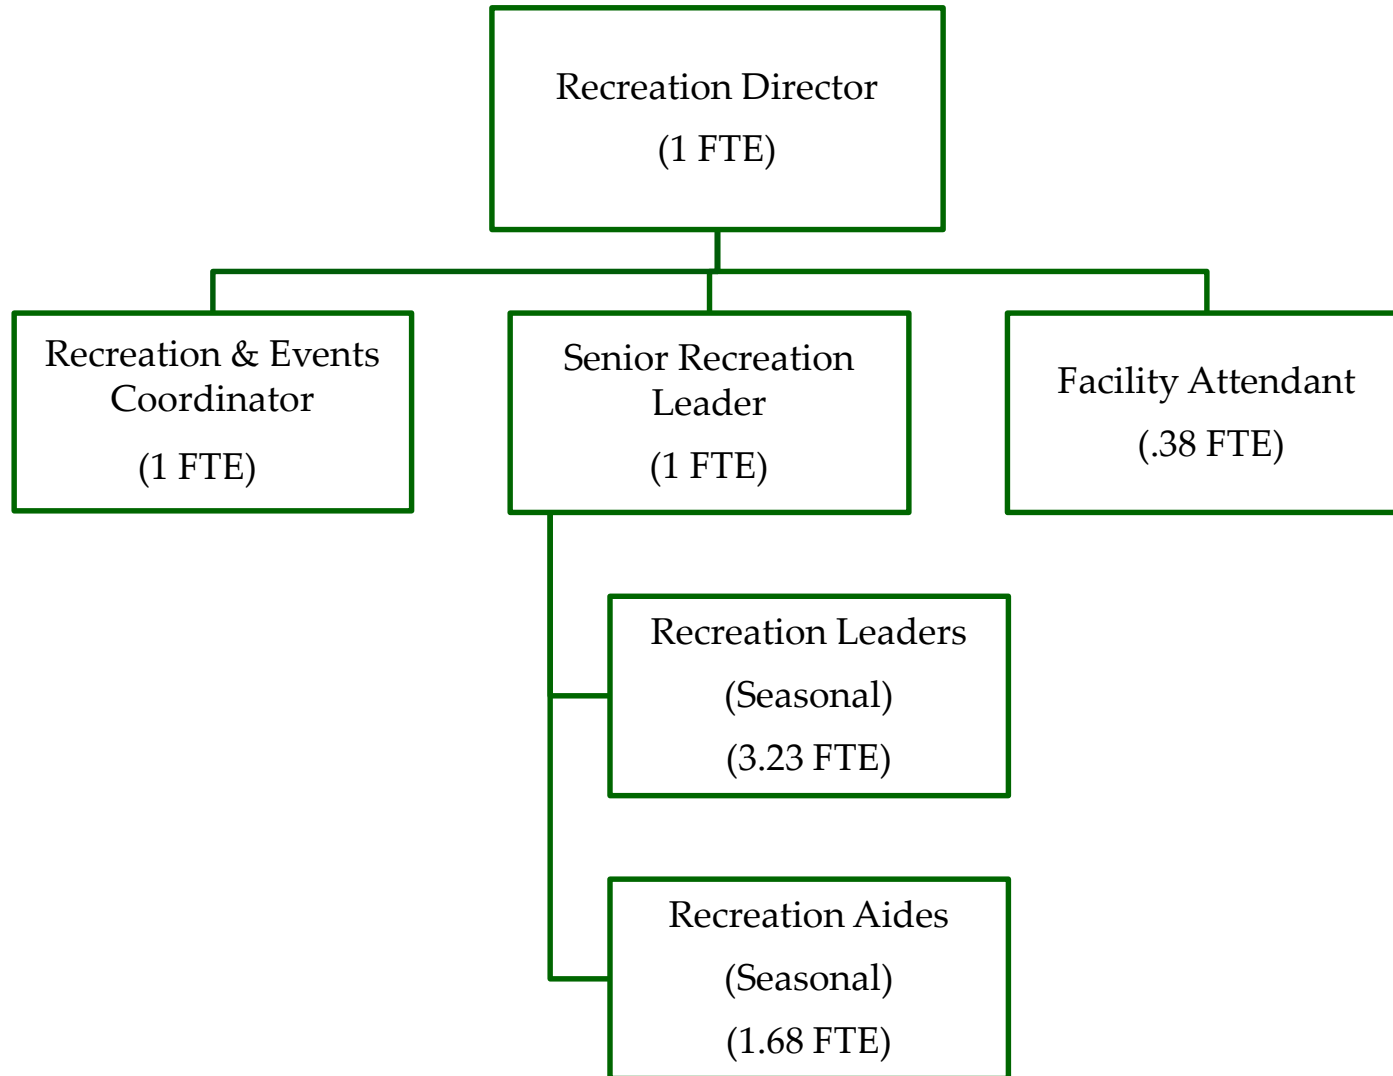 Recreation Director
(1 FTE)
Recreation & Events
Coordinator
(1 FTE)
Senior Recreation
Leader
(1 FTE)
Facility Attendant
(.38 FTE)
Recreation Leaders
(Seasonal)
(3.23 FTE)
Recreation Aides
(Seasonal)
(1.68 FTE)